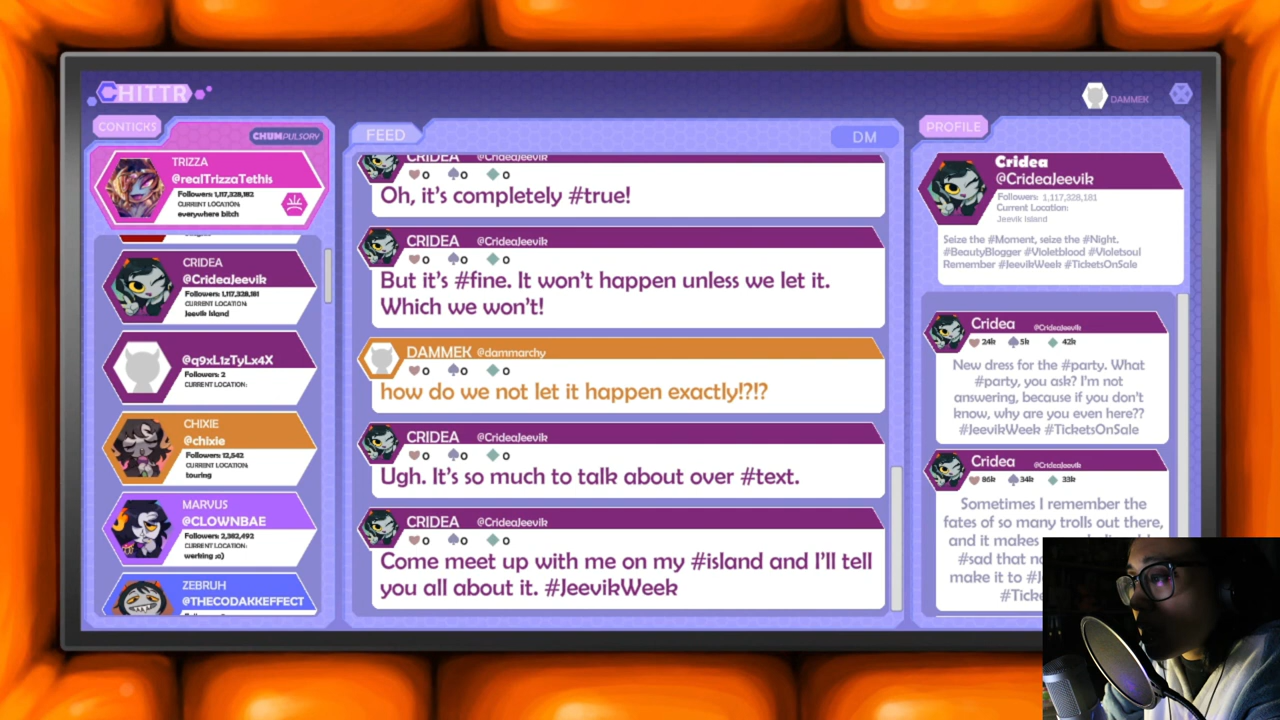 CHITTR
DAMMEK
CONTICKS
CHUMPULSORY
TRIZZA
@realTrizzaTethis
Followers: 1,117,328,182
CURRENT LOCATION:
everywhere bitch
CRIDEA
@CrideaJeevik
Followers: 1,117,328,181
CURRENT LOCATION:
Jeevik Island
@q9xL1zTyLx4X
Followers: 2
CURRENT LOCATION:
CHIXIE
@chixie
Followers: 12,542
CURRENT LOCATION:
touring
MARVUS
@CLOWNBAE
Followers: 2,382,492
CURRENT LOCATION:
werking ;o)
ZEBRUH
@THECODAKKEFFECT
FEED
DM
CRIDEA @CrideaJeevik
0 0 0
Oh, it's completely #true!
CRIDEA @CrideaJeevik
0 0 0
But it's #fine. It won't happen unless we let it.
Which we won't!
DAMMEK @dammarchy
0 0 0
how do we not let it happen exactly!?!?
CRIDEA @CrideaJeevik
0 0 0
Ugh. It's so much to talk about over #text.
CRIDEA @CrideaJeevik
0 0 0
Come meet up with me on my #island and I'll tell
you all about it. #JeevikWeek
PROFILE
Cridea
@CrideaJeevik
Followers: 1,117,328,181
Current Location:
Jeevik Island
Seize the #Moment, seize the #Night.
#BeautyBlogger #Violetblood #Violetsoul
Remember #JeevikWeek #TicketsOnSale
Cridea @CrideaJeevik
24k 5k 42k
New dress for the #party. What
#party, you ask? I'm not
answering, because if you don't
know, why are you even here??
#JeevikWeek #TicketsOnSale
Cridea @CrideaJeevik
86k 34k 33k
Sometimes I remember the
fates of so many trolls out there,
and it makes
#sad that
make it to